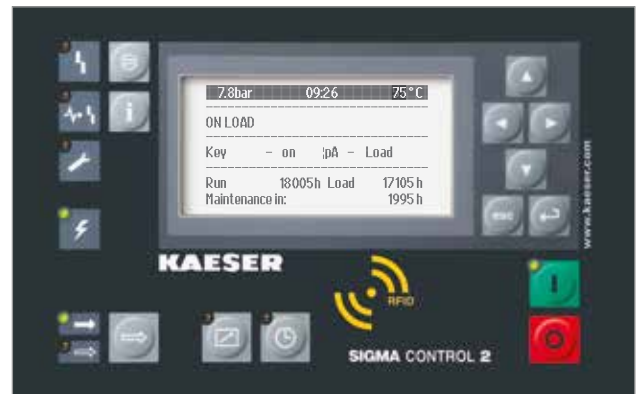 7.8bar 09:26 75°C
ON LOAD
Key - on ¦pA - Load
Run 18005h Load 17105 h
Maintenance in: 1995 h
esc
www.kaeser.com
KAESER
RFID
I
O
SIGMA CONTROL 2